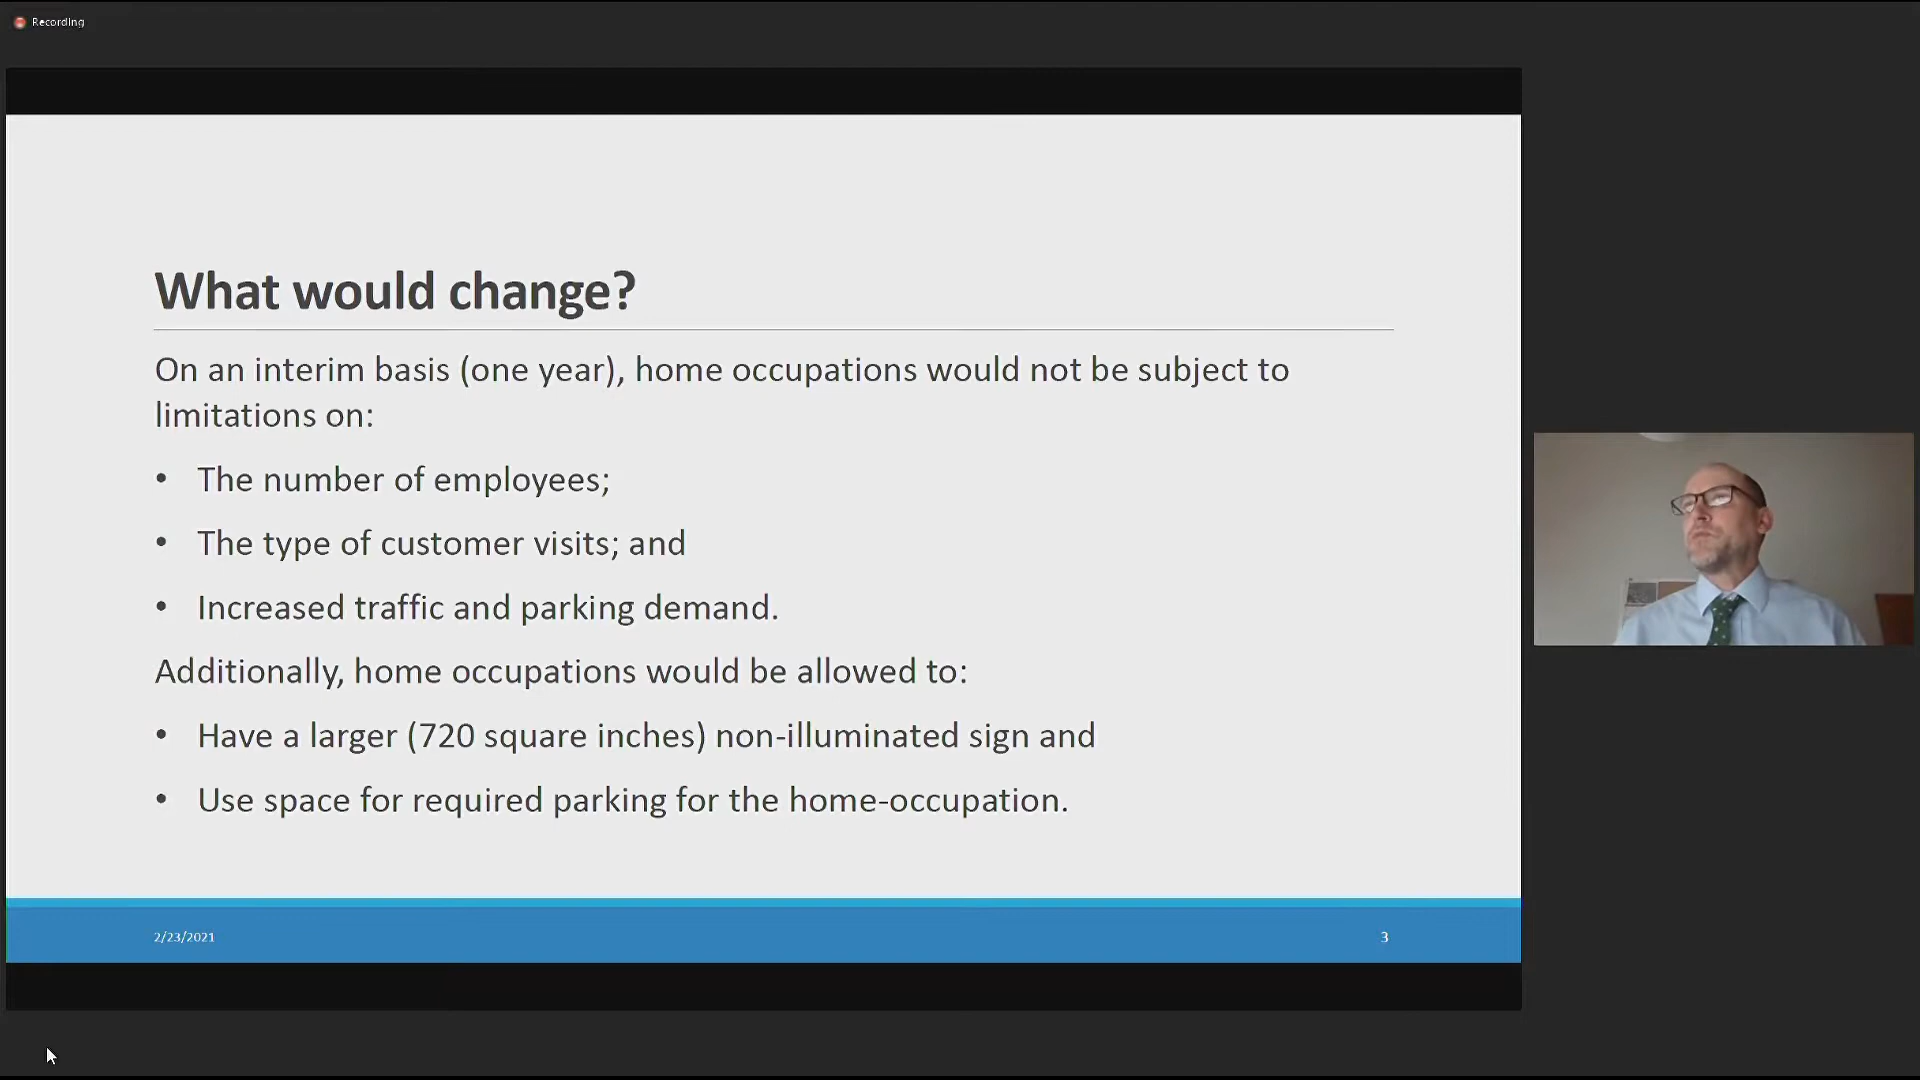 Recording
What would change?
On an interim basis (one year), home occupations would not be subject to
limitations on:
• The number of employees;
• The type of customer visits; and
• Increased traffic and parking demand.
Additionally, home occupations would be allowed to:
• Have a larger (720 square inches) non-illuminated sign and
• Use space for required parking for the home-occupation.
2/23/2021
3